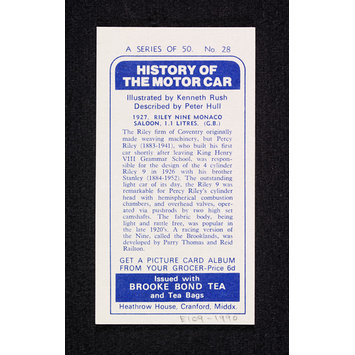 A SERIES OF 50. No. 28
HISTORY OF
THE MOTOR CAR
Illustrated by Kenneth Rush
Described by Peter Hull
1927. RILEY NINE MONACO
SALOON, 1.1 LITRES. (G.B.)
The Riley firm of Coventry originally
made weaving machinery, but Percy
Riley (1883-1941), who built his first
car shortly after leaving King Henry
VIII Grammar School, was respon-
sible for the design of the 4 cylinder
Riley 9 in 1926 with his brother
Stanley (1884-1952). The outstanding
light car of its day, the Riley 9 was
remarkable for Percy Riley's cylinder
head with hemispherical combustion
chambers, and overhead valves, oper-
ated via pushrods by two high set
camshafts. The fabric body, being
light and rattle free, was popular in
the late 1920's. A racing version of
the Nine, called the Brooklands, was
developed by Parry Thomas and Reid
Railton.
GET A PICTURE CARD ALBUM
FROM YOUR GROCER-Price 6d
Issued with
BROOKE BOND TEA
and Tea Bags
Heathrow House, Cranford, Middx.
E109-1990